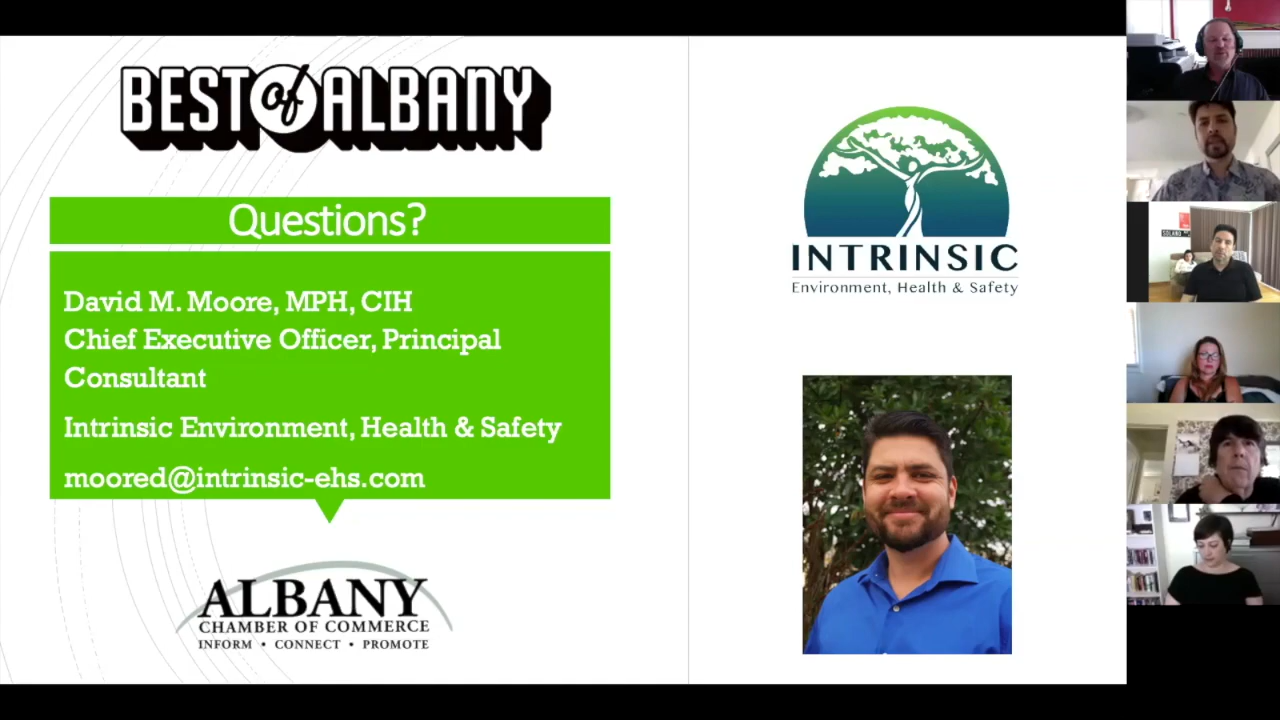 BEST of ALBANY
Questions?
David M. Moore, MPH, CIH
Chief Executive Officer, Principal
Consultant
Intrinsic Environment, Health & Safety
moored@intrinsic-ehs.com
ALBANY
CHAMBER OF COMMERCE
INFORM • CONNECT • PROMOTE
INTRINSIC
Environment, Health & Safety